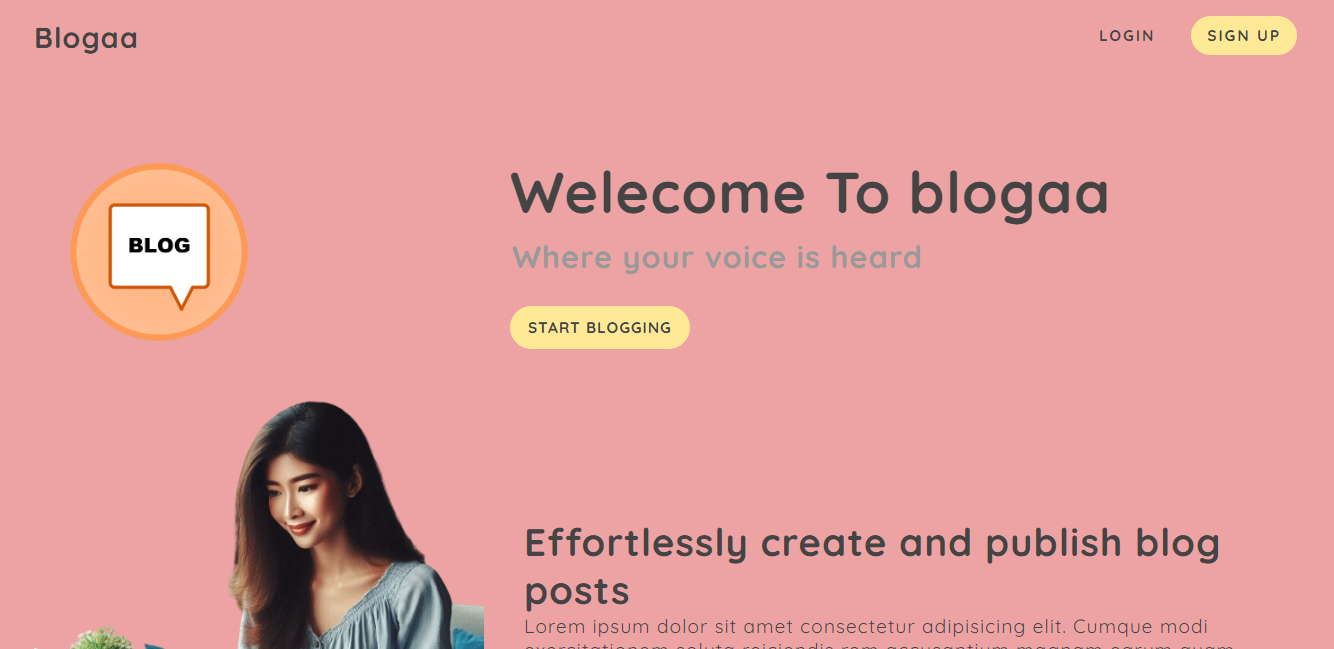 Blogaa
LOGIN
SIGN UP
BLOG
Welecome To blogaa
Where your voice is heard
START BLOGGING
Effortlessly create and publish blog
posts
Lorem ipsum dolor sit amet consectetur adipisicing elit. Cumque modi